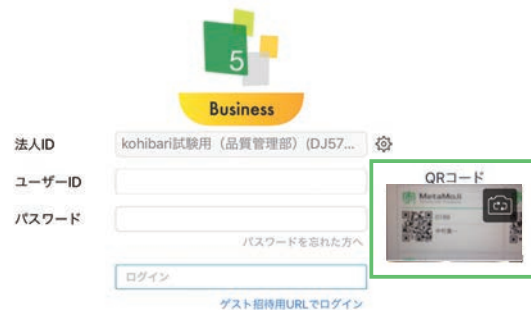 5
Business
法人ID
kohibari試験用（品質管理部）(DJ57...
ユーザーID
QRコード
MetaMoJi
パスワード
パスワードを忘れた方へ
ログイン
ゲスト招待用URLでログイン